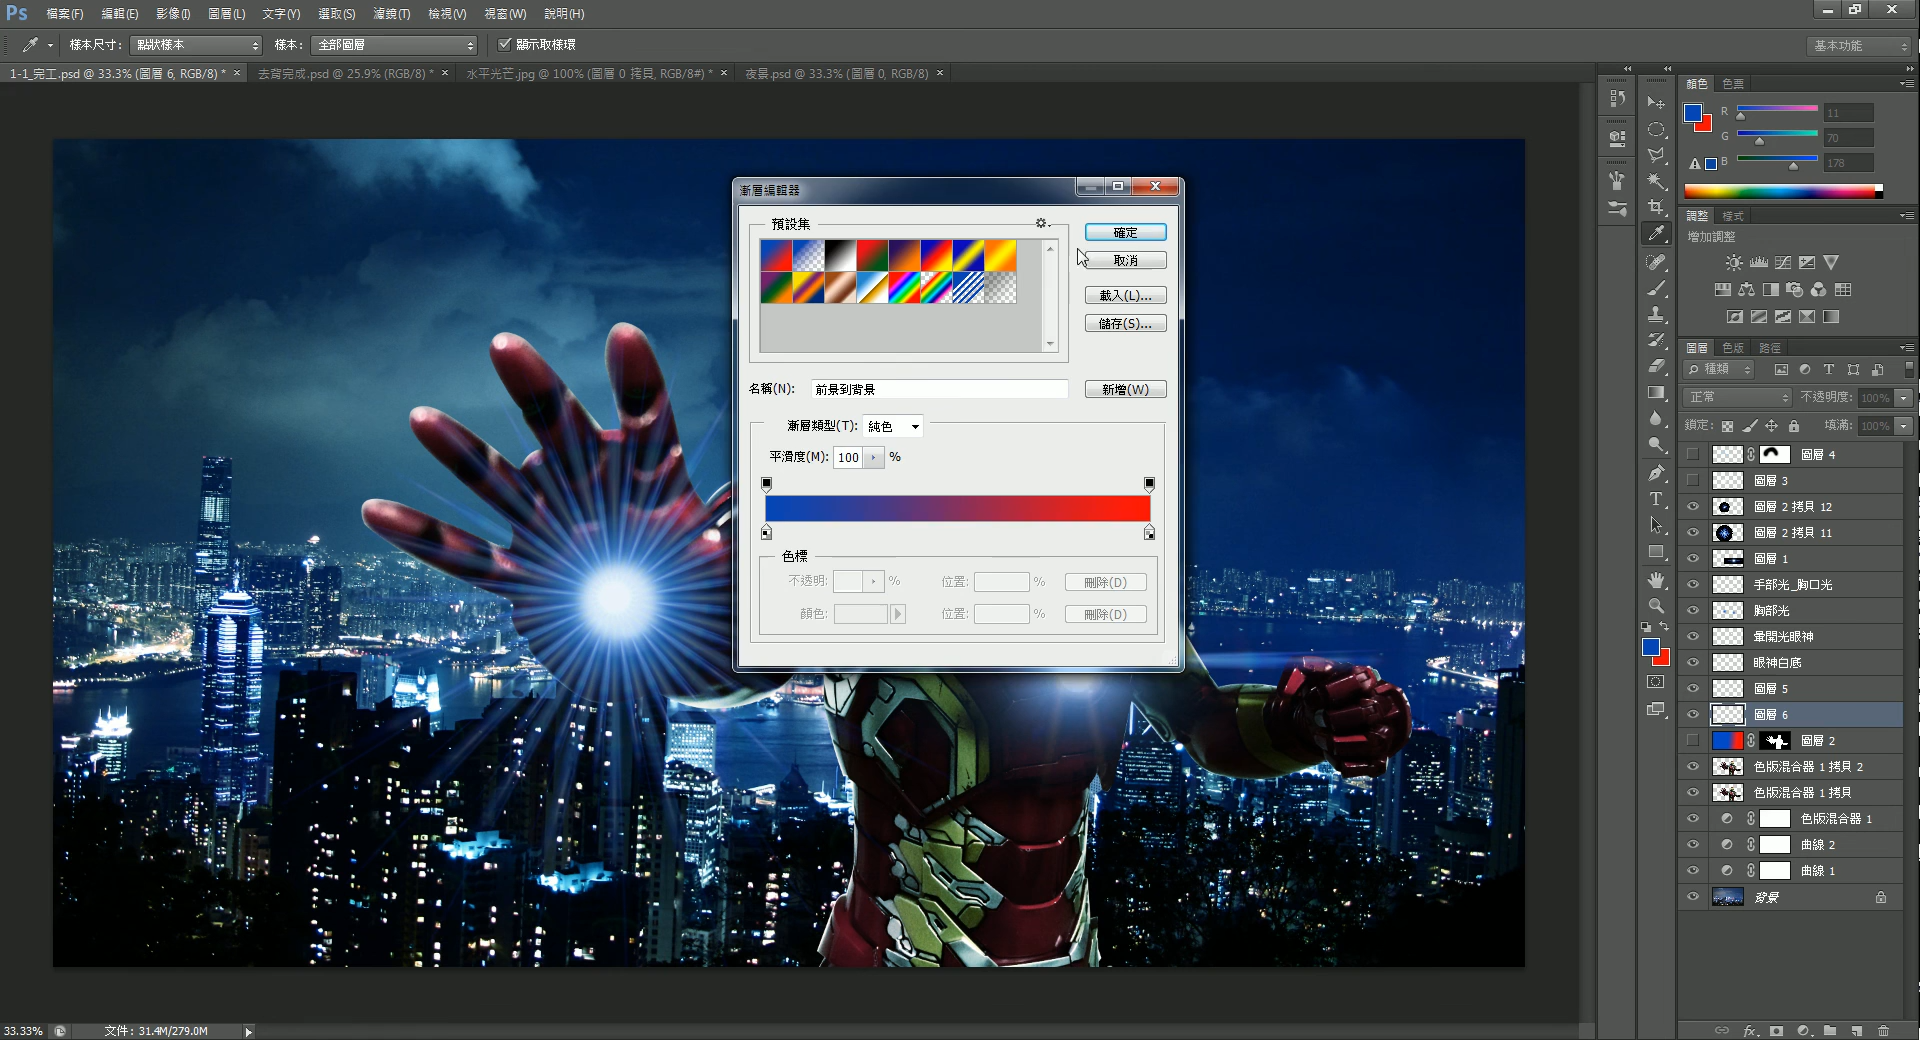 Ps 檔案(F) 編輯(E) 影像(I) 圖層(L) 文字(Y) 選取(S) 濾鏡(T) 檢視(V) 視窗(W) 說明(H)
樣本尺寸: 點狀樣本 樣本: 全部圖層 顯示取樣環 基本功能
1-1_完工.psd @ 33.3% (圖層 6, RGB/8) * × 去背完成.psd @ 25.9% (RGB/8) * × 水平光芒.jpg @ 100% (圖層 0 拷貝, RGB/8#) * × 夜景.psd @ 33.3% (圖層 0, RGB/8) ×
顏色 色票
R 11
G 70
B 178
調整 樣式
增加調整
圖層 色版 路徑
種類
正常 不透明度: 100%
鎖定: 填滿: 100%
圖層 4
圖層 3
圖層 2 拷貝 12
圖層 2 拷貝 11
圖層 1
手部光_胸口光
胸部光
暈開光眼神
眼神白底
圖層 5
圖層 6
圖層 2
色版混合器 1 拷貝 2
色版混合器 1 拷貝
色版混合器 1
曲線 2
曲線 1
背景
漸層編輯器
預設集
確定
取消
載入(L)...
儲存(S)...
名稱(N): 前景到背景 新增(W)
漸層類型(T): 純色
平滑度(M): 100 %
色標
不透明: % 位置: % 刪除(D)
顏色: 位置: % 刪除(D)
33.33% 文件: 31.4M/279.0M